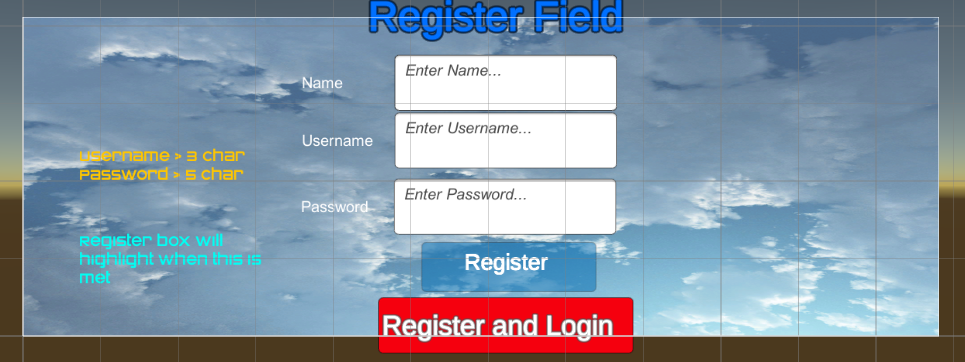 Register Field
Name
Enter Name...
Username
Enter Username...
username > 3 char
Password > 5 char
Password
Enter Password...
Register box will
highlight when this is
met
Register
Register and Login